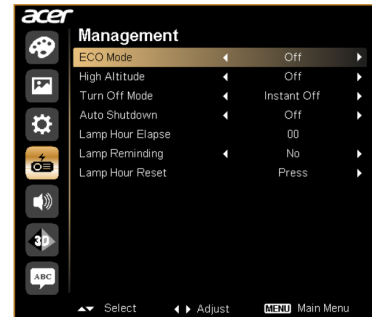 acer
Management
ECO Mode Off
High Altitude Off
Turn Off Mode Instant Off
Auto Shutdown Off
Lamp Hour Elapse 00
Lamp Reminding No
Lamp Hour Reset Press
3D
ABC
Select Adjust MENU Main Menu